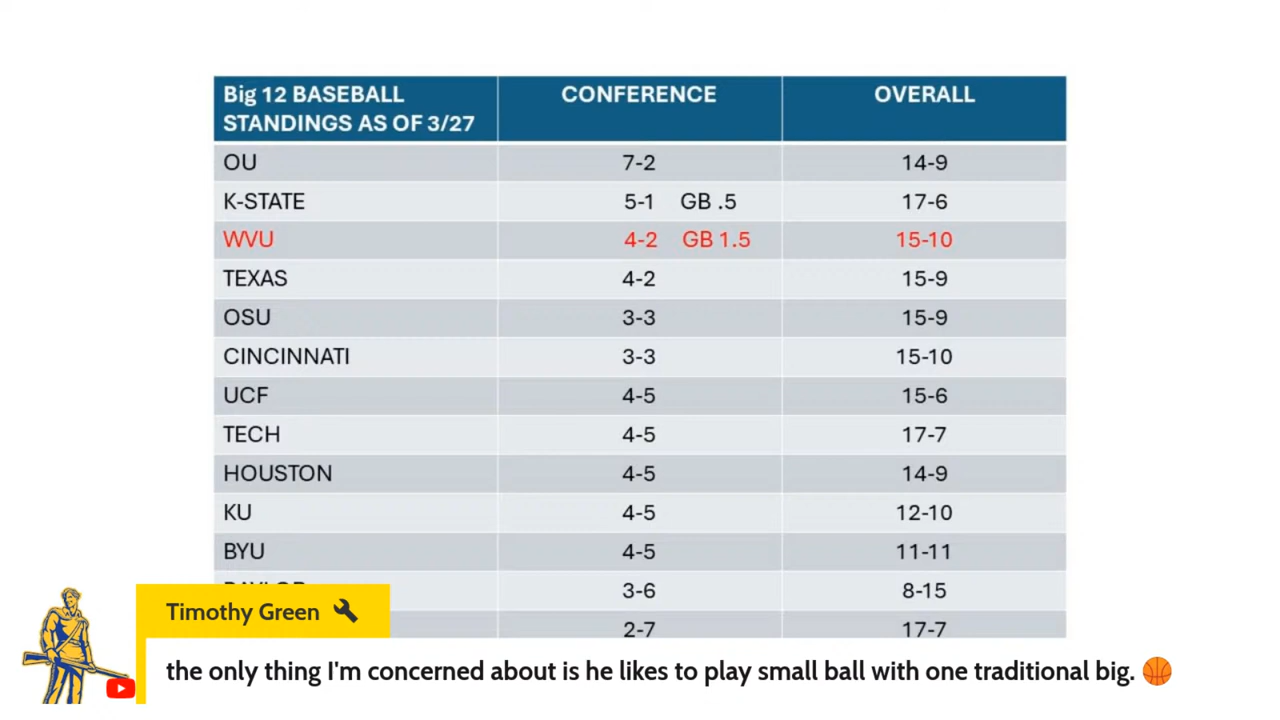 Big 12 BASEBALL CONFERENCE OVERALL
STANDINGS AS OF 3/27
OU 7-2 14-9
K-STATE 5-1 GB .5 17-6
WVU 4-2 GB 1.5 15-10
TEXAS 4-2 15-9
OSU 3-3 15-9
CINCINNATI 3-3 15-10
UCF 4-5 15-6
TECH 4-5 17-7
HOUSTON 4-5 14-9
KU 4-5 12-10
BYU 4-5 11-11
3-6 8-15
2-7 17-7
Timothy Green
the only thing I'm concerned about is he likes to play small ball with one traditional big. 🏀